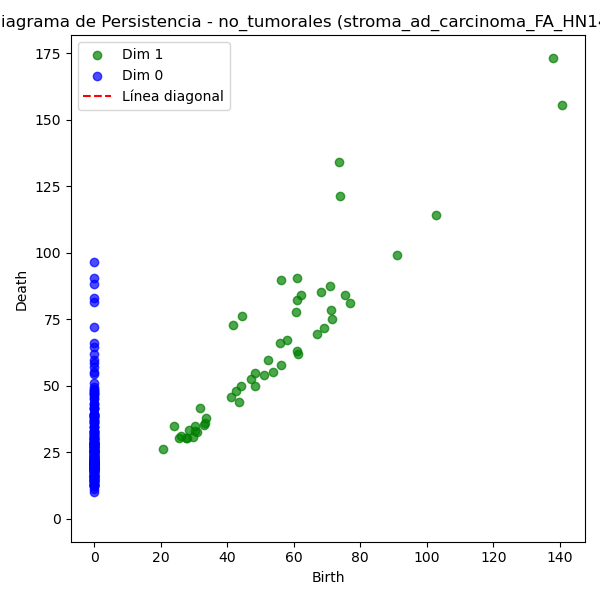 iagrama de Persistencia - no_tumorales (stroma_ad_carcinoma_FA_HN14
Dim 1
Dim 0
Línea diagonal
Death
175
150
125
100
75
50
25
0
0 20 40 60 80 100 120 140
Birth